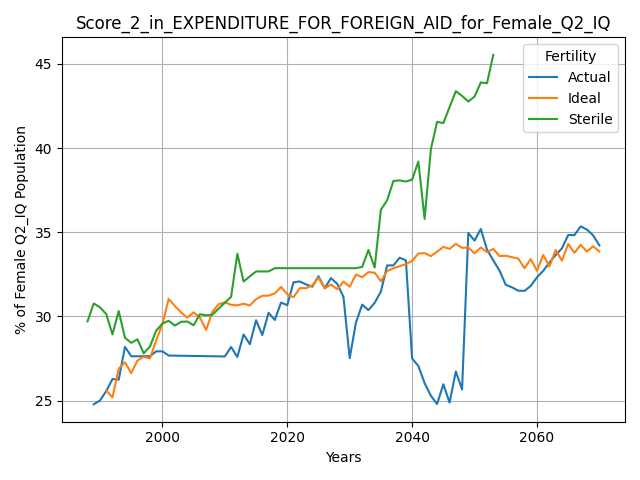 Score_2_in_EXPENDITURE_FOR_FOREIGN_AID_for_Female_Q2_IQ
Fertility
Actual
Ideal
Sterile
% of Female Q2_IQ Population
45
40
35
30
25
2000
2020
2040
2060
Years